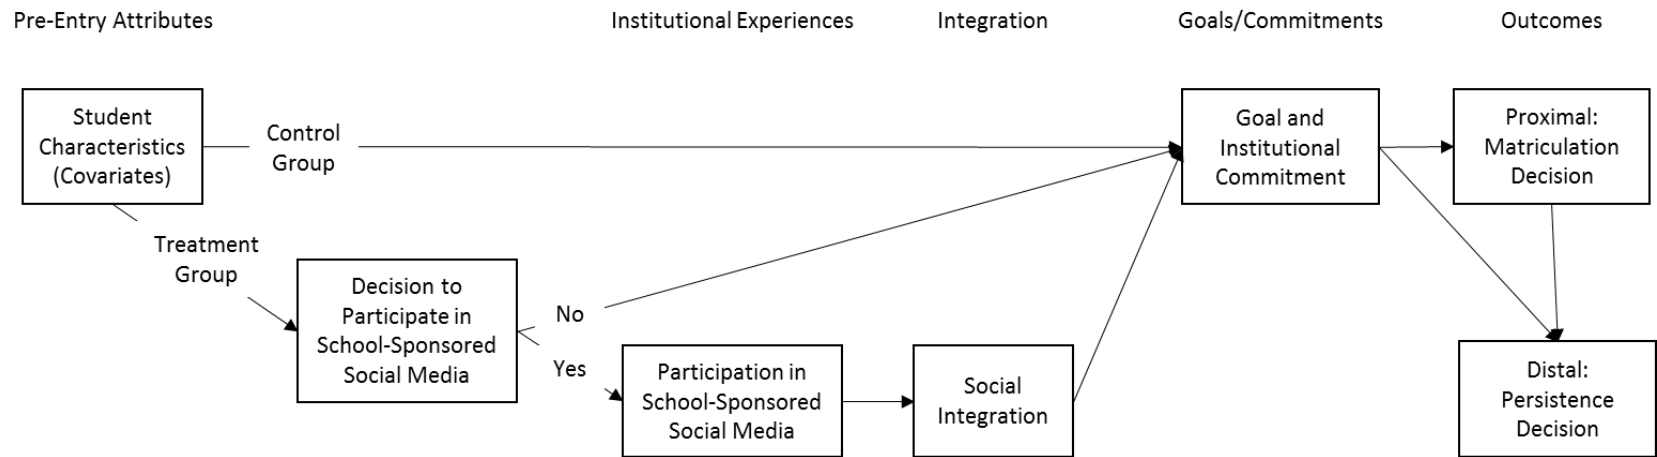 Pre-Entry Attributes
Institutional Experiences
Integration
Goals/Commitments
Outcomes
Student
Characteristics
(Covariates)
Control
Group
Goal and
Institutional
Commitment
Proximal:
Matriculation
Decision
Treatment
Group
Decision to
Participate in
School-Sponsored
Social Media
No
Yes
Participation in
School-Sponsored
Social Media
Social
Integration
Distal:
Persistence
Decision